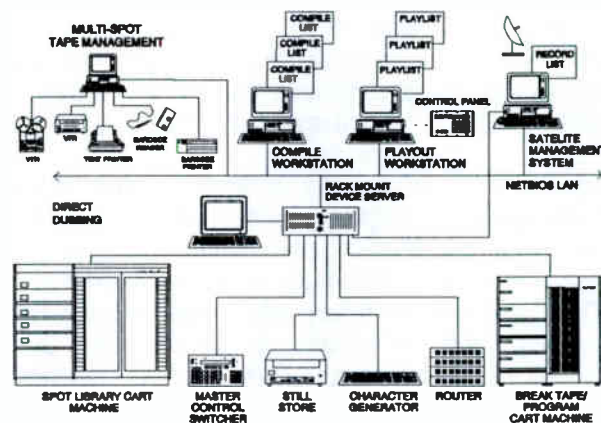 MULTI-SPOT
TAPE MANAGEMENT
COMPILE
LIST
COMPILE
LIST
COMPILE
LIST
PLAYLIST
PLAYLIST
PLAYLIST
RECORD
LIST
CONTROL PANEL
VTR
VTR
TEXT PRINTER
BARCODE
READER
BARCODE
PRINTER
COMPILE
WORKSTATION
PLAYOUT
WORKSTATION
SATELITE
MANAGEMENT
SYSTEM
NETBIOS LAN
DIRECT
DUBBING
RACK MOUNT
DEVICE SERVER
SPOT LIBRARY CART
MACHINE
MASTER
CONTROL
SWITCHER
STILL
STORE
CHARACTER
GENERATOR
ROUTER
BREAK TAPE/
PROGRAM
CART MACHINE